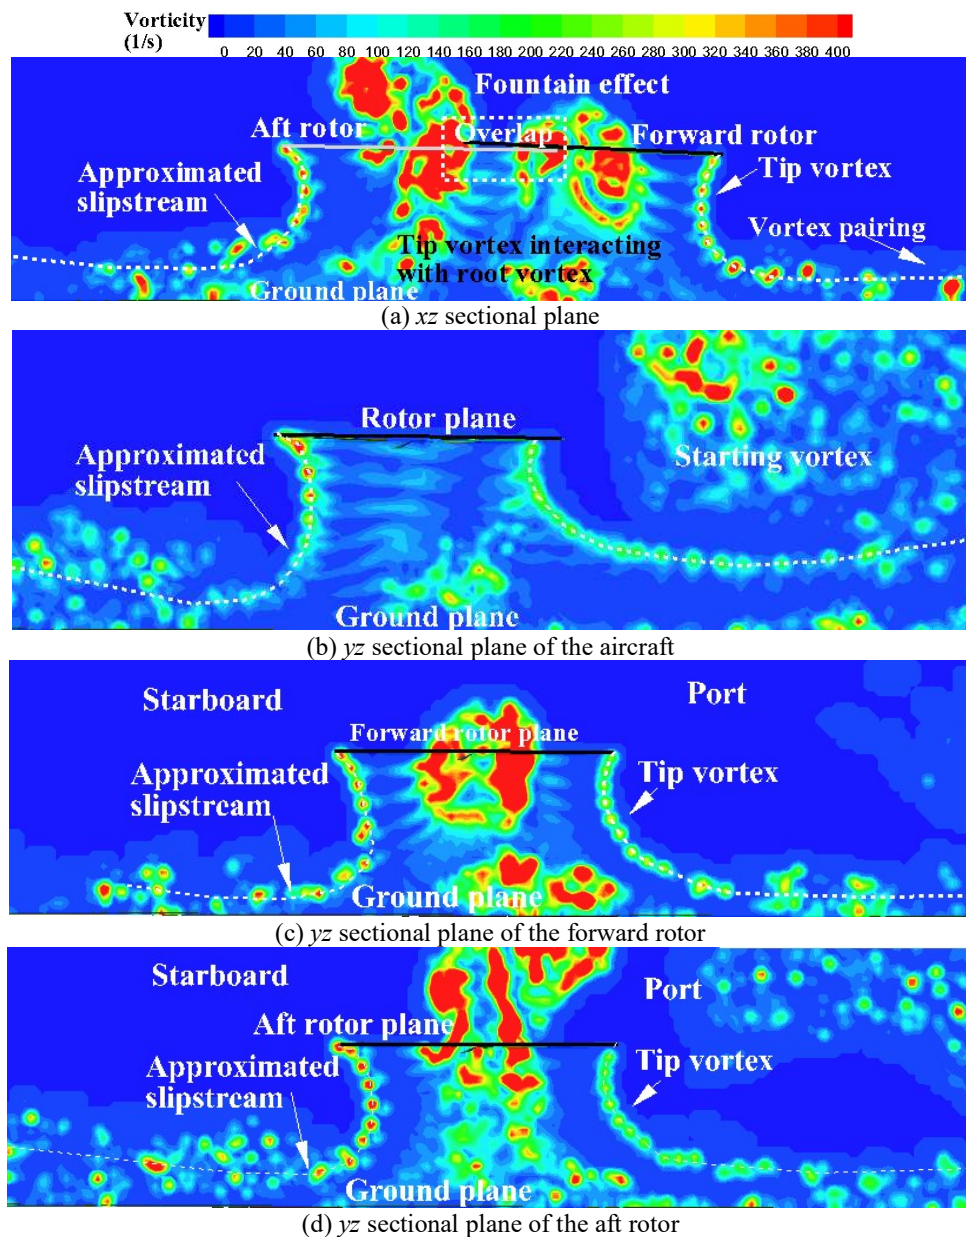 Vorticity
(1/s)
0 20 40 60 80 100 120 140 160 180 200 220 240 260 280 300 320 340 360 380 400
Fountain effect
Aft rotor
Overlap
Forward rotor
Approximated
slipstream
Tip vortex
Vortex pairing
Tip vortex interacting
with root vortex
Ground plane
(a) xz sectional plane
Rotor plane
Approximated
slipstream
Starting vortex
Ground plane
(b) yz sectional plane of the aircraft
Starboard
Port
Forward rotor plane
Approximated
slipstream
Tip vortex
Ground plane
(c) yz sectional plane of the forward rotor
Starboard
Port
Aft rotor plane
Approximated
slipstream
Tip vortex
Ground plane
(d) yz sectional plane of the aft rotor